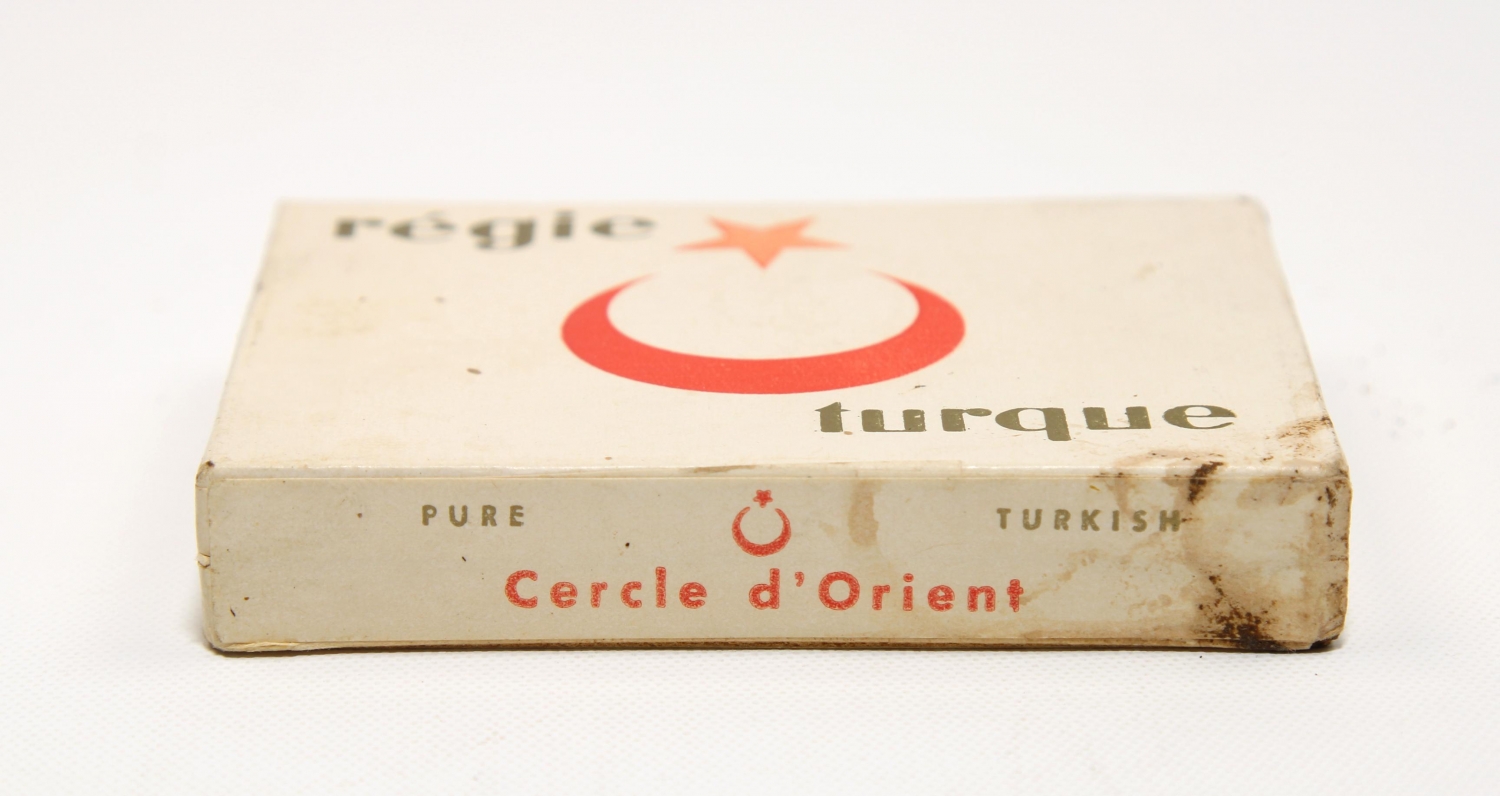 régie
turque
PURE TURKISH
Cercle d'Orient